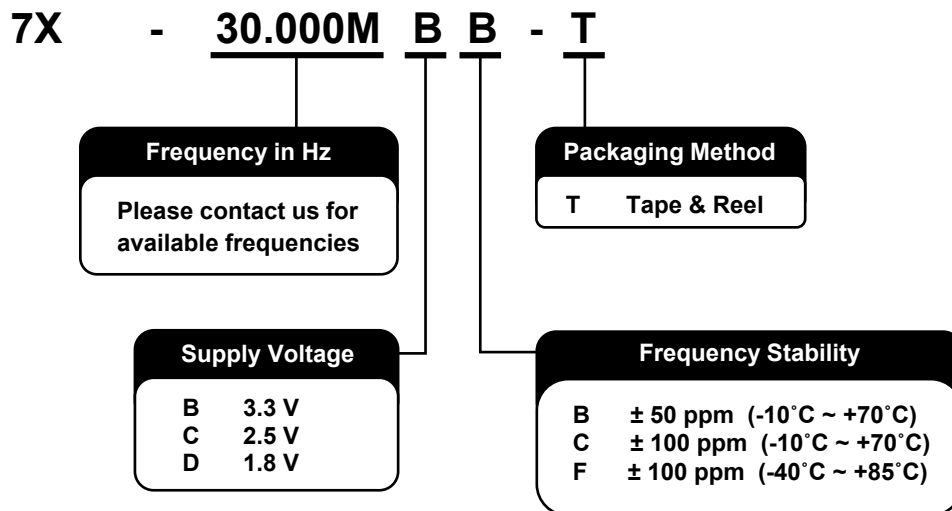 7X - 30.000M B B - T
Frequency in Hz
Please contact us for
available frequencies
Packaging Method
T Tape & Reel
Supply Voltage
B 3.3 V
C 2.5 V
D 1.8 V
Frequency Stability
B ± 50 ppm (-10˚C ~ +70˚C)
C ± 100 ppm (-10˚C ~ +70˚C)
F ± 100 ppm (-40˚C ~ +85˚C)